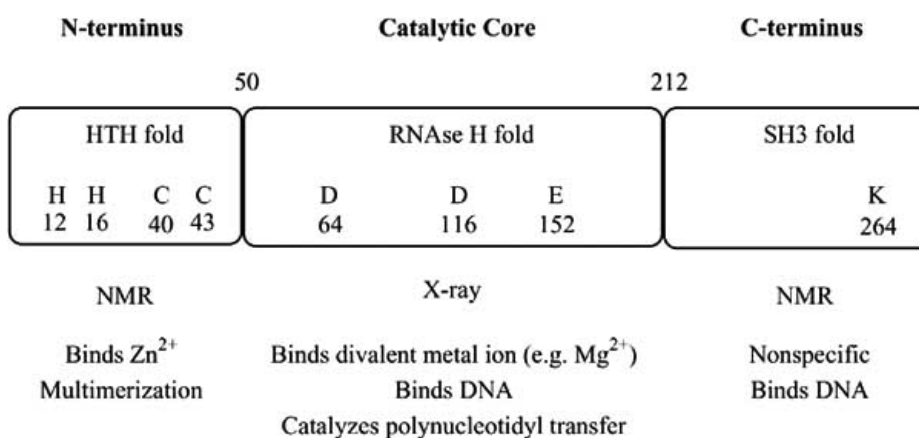 N-terminus Catalytic Core C-terminus
50 212
HTH fold RNAse H fold SH3 fold
H H C C D D E K
12 16 40 43 64 116 152 264
NMR X-ray NMR
Binds Zn²⁺ Binds divalent metal ion (e.g. Mg²⁺) Nonspecific
Multimerization Binds DNA Binds DNA
Catalyzes polynucleotidyl transfer